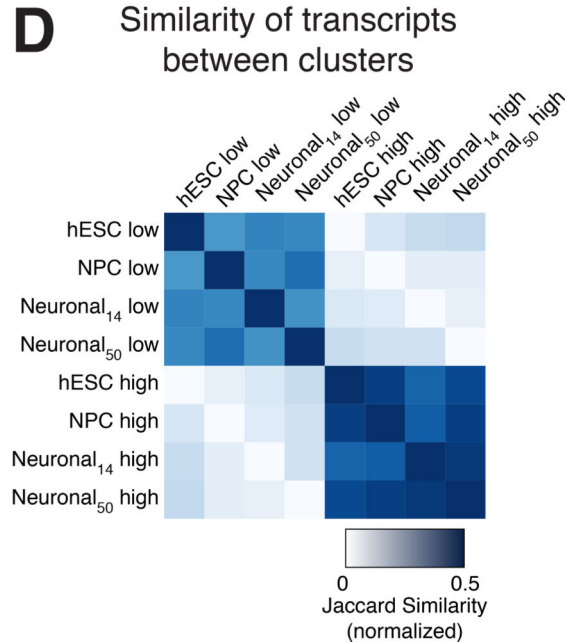 D
Similarity of transcripts
between clusters
hESC low
NPC low
Neuronal14 low
Neuronal50 low
hESC high
NPC high
Neuronal14 high
Neuronal50 high
hESC low
NPC low
Neuronal14 low
Neuronal50 low
hESC high
NPC high
Neuronal14 high
Neuronal50 high
0 0.5
Jaccard Similarity
(normalized)